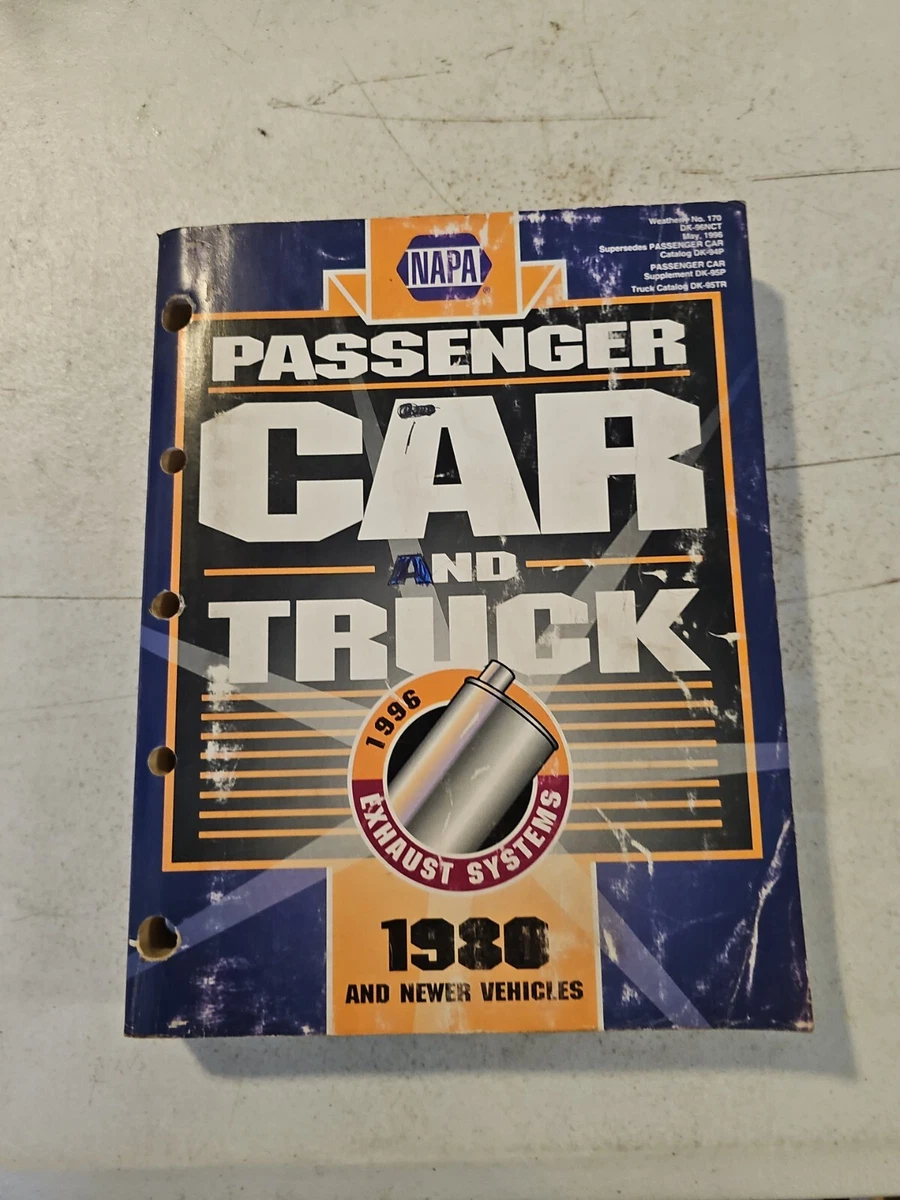 Weatherly No. 170
DK-96NCT
May, 1996
Supersedes PASSENGER CAR
Catalog DK-94P
PASSENGER CAR
Supplement DK-95P
Truck Catalog DK-95TR
NAPA
PASSENGER
CAR
AND
TRUCK
1996
EXHAUST SYSTEMS
1980
AND NEWER VEHICLES